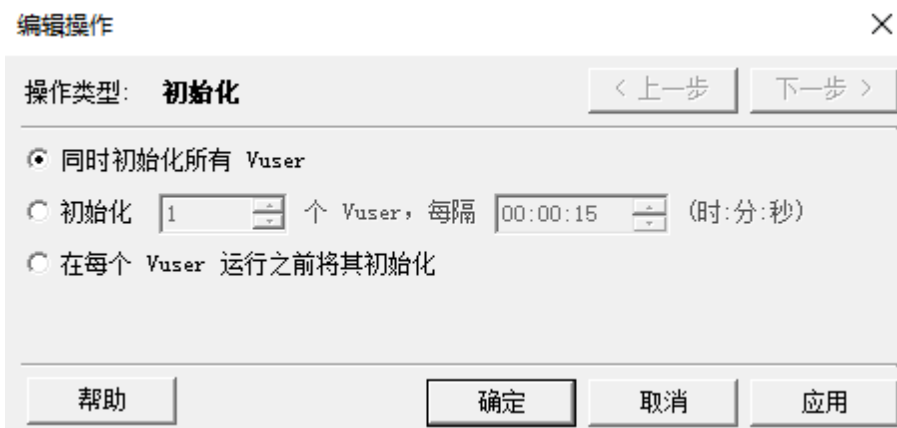 编辑操作
操作类型: 初始化 < 上一步 下一步 >
同时初始化所有 Vuser
初始化 1 个 Vuser，每隔 00:00:15 (时:分:秒)
在每个 Vuser 运行之前将其初始化
帮助 确定 取消 应用